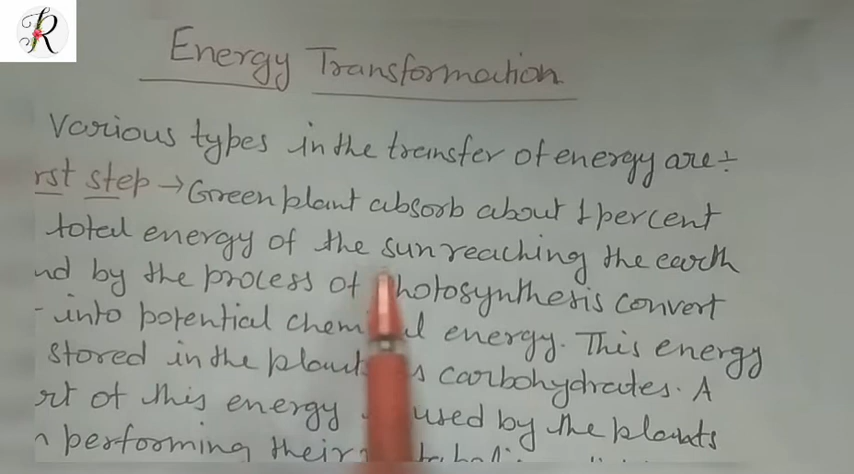 R
Energy Transformation
Various types in the transfer of energy are ÷
rst step → Green plant absorb about 1 percent
total energy of the sun reaching the earth
nd by the process of photosynthesis convert
into potential chemical energy. This energy
stored in the plant carbohydrates. A
rt of this energy used by the plants
performing their